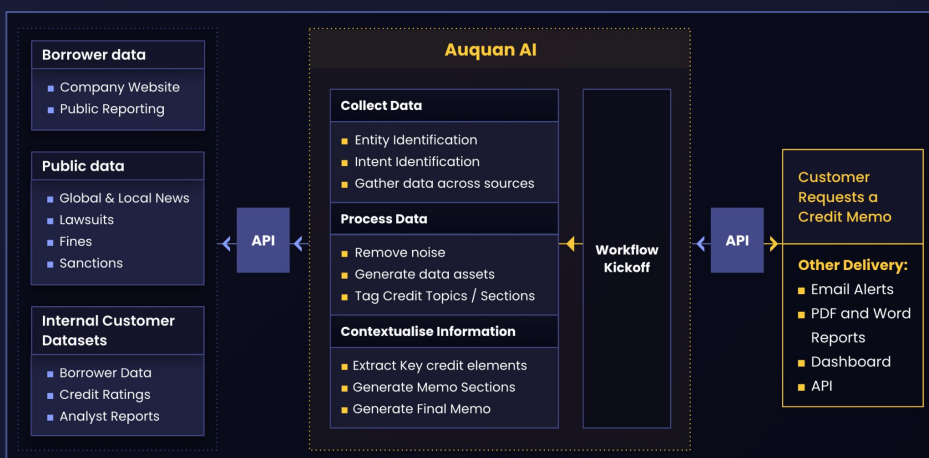 Borrower data
Company Website
Public Reporting
Public data
Global & Local News
Lawsuits
Fines
Sanctions
Internal Customer
Datasets
Borrower Data
Credit Ratings
Analyst Reports
API
Auquan AI
Collect Data
Entity Identification
Intent Identification
Gather data across sources
Process Data
Remove noise
Generate data assets
Tag Credit Topics / Sections
Contextualise Information
Extract Key credit elements
Generate Memo Sections
Generate Final Memo
Workflow
Kickoff
API
Customer
Requests a
Credit Memo
Other Delivery:
Email Alerts
PDF and Word
Reports
Dashboard
API